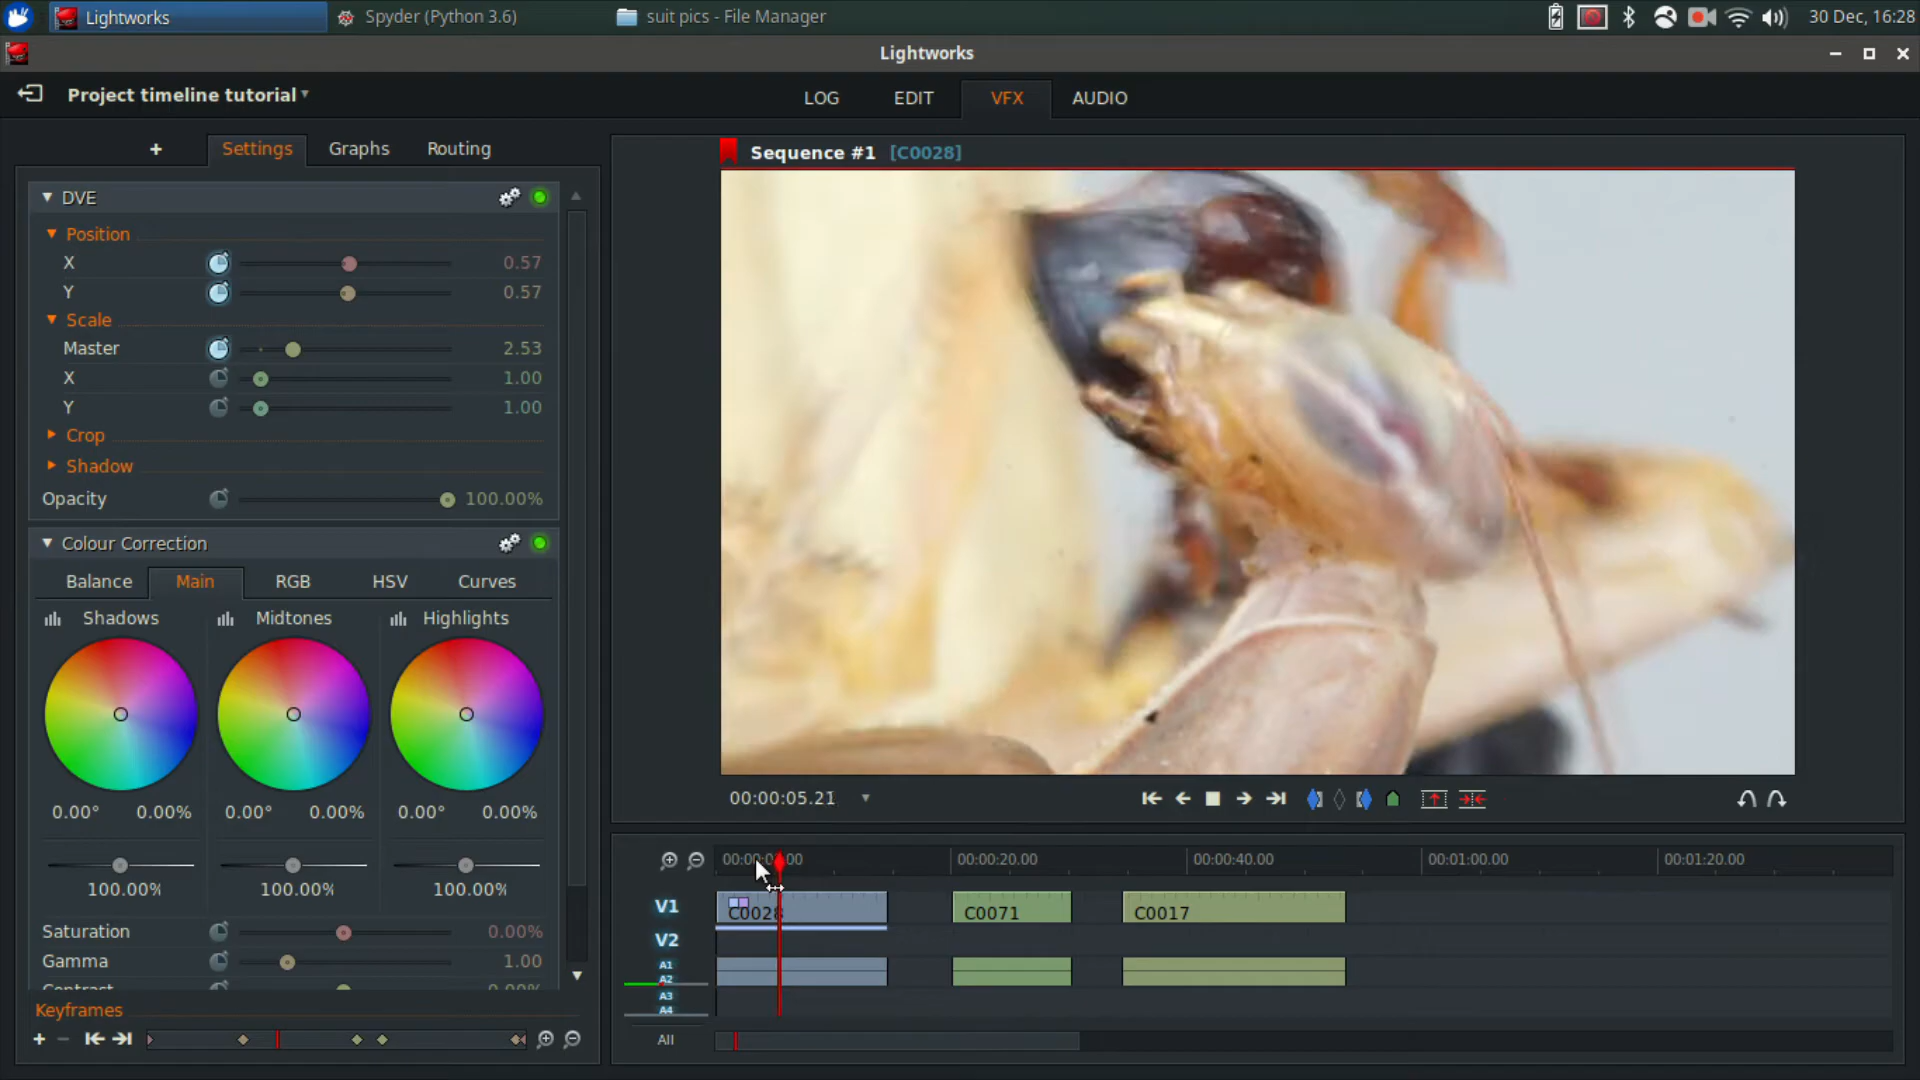 Lightworks
Spyder (Python 3.6)
suit pics - File Manager
30 Dec, 16:28
Lightworks
Project timeline tutorial
LOG
EDIT
VFX
AUDIO
+ Settings Graphs Routing
Sequence #1 [C0028]
DVE
Position
X 0.57
Y 0.57
Scale
Master 2.53
X 1.00
Y 1.00
Crop
Shadow
Opacity 100.00%
Colour Correction
Balance Main RGB HSV Curves
Shadows Midtones Highlights
0.00° 0.00% 0.00° 0.00% 0.00° 0.00%
100.00% 100.00% 100.00%
Saturation 0.00%
Gamma 1.00
Contrast 0.00%
Keyframes
00:00:05.21
00:00:20.00 00:00:40.00 00:01:00.00 00:01:20.00
V1 C0028 C0071 C0017
V2
A1
A2
A3
A4
All